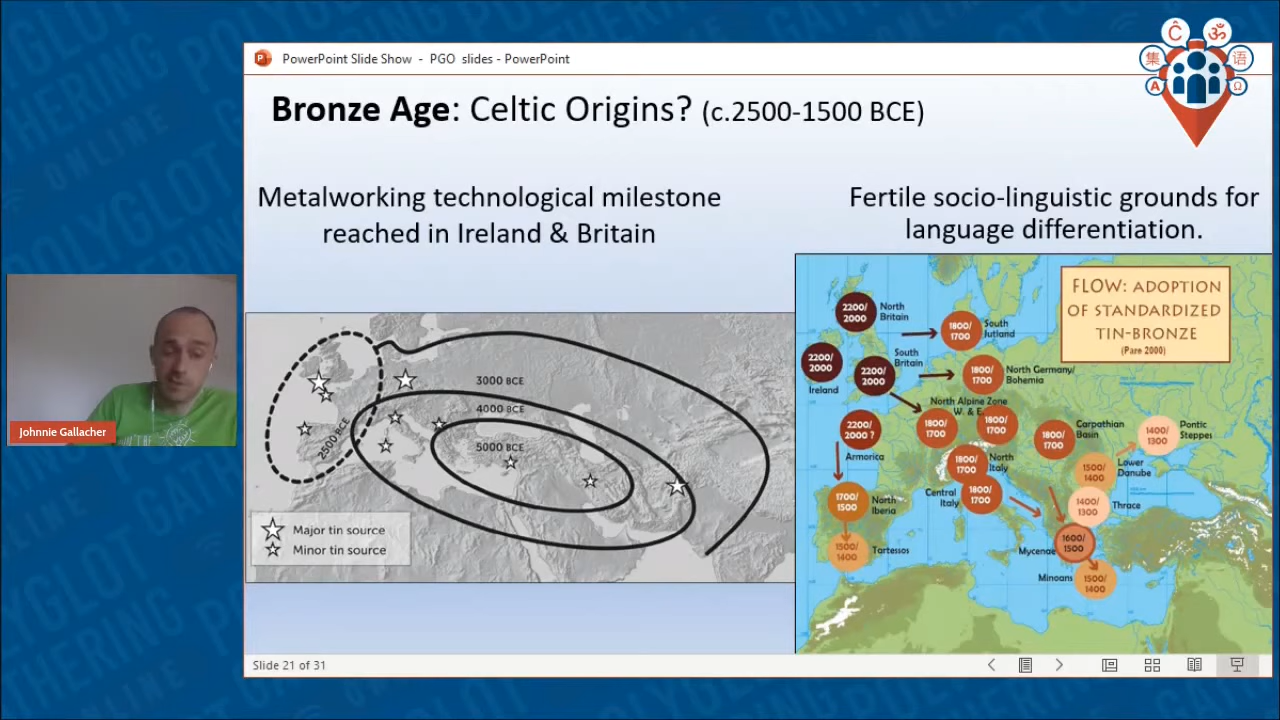 PowerPoint Slide Show - PGO slides - PowerPoint
Bronze Age: Celtic Origins? (c.2500-1500 BCE)
Metalworking technological milestone
reached in Ireland & Britain
Fertile socio-linguistic grounds for
language differentiation.
3000 BCE
4000 BCE
5000 BCE
2500 BCE
Major tin source
Minor tin source
FLOW: ADOPTION
OF STANDARDIZED
TIN-BRONZE
(Pare 2000)
2200/
2000
North
Britain
2200/
2000
Ireland
2200/
2000
South
Britain
1800/
1700
South
Jutland
1800/
1700
North Germany/
Bohemia
North Alpine Zone
W. & E.
1800/
1700
1800/
1700
2200/
2000 ?
Armorica
1800/
1700
Carpathian
Basin
1400/
1300
Pontic
Steppes
1800/
1700
North
Italy
1500/
1400
Lower
Danube
1700/
1500
North
Iberia
Central
Italy
1800/
1700
1400/
1300
Thrace
1500/
1400
Tartessos
Mycenae
1600/
1500
Minoans
1500/
1400
Johnnie Gallacher
Slide 21 of 31
Ĉ
ॐ
集
语
A
Ω
POLYGLOT
GATHERING
ONLINE